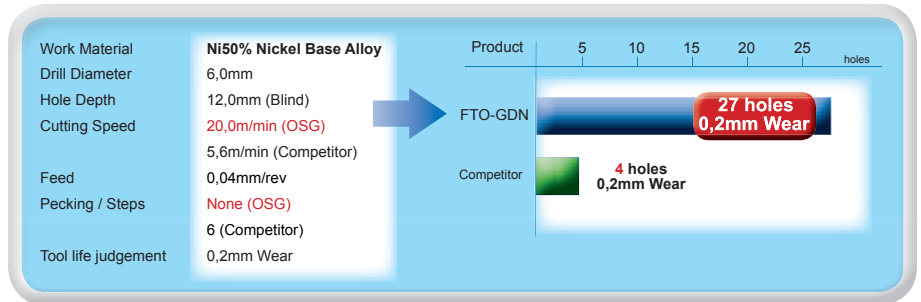 Work Material Ni50% Nickel Base Alloy
Drill Diameter 6,0mm
Hole Depth 12,0mm (Blind)
Cutting Speed 20,0m/min (OSG)
5,6m/min (Competitor)
Feed 0,04mm/rev
Pecking / Steps None (OSG)
6 (Competitor)
Tool life judgement 0,2mm Wear
Product 5 10 15 20 25 holes
FTO-GDN 27 holes
0,2mm Wear
Competitor 4 holes
0,2mm Wear